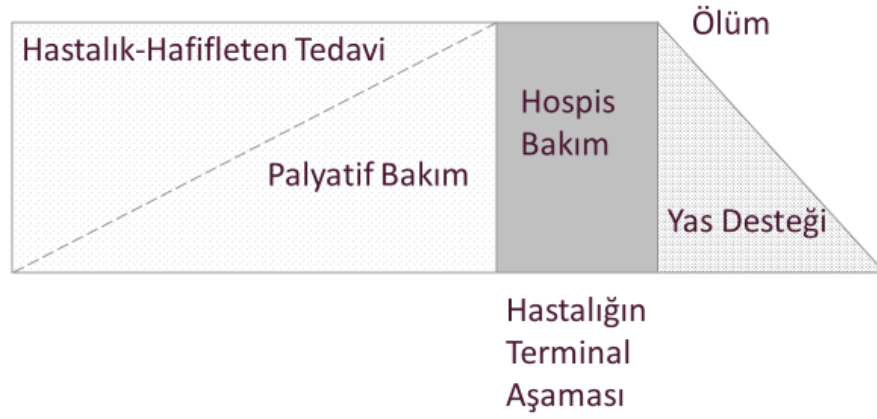 Ölüm
Hastalık-Hafifleten Tedavi
Hospis
Bakım
Palyatif Bakım
Yas Desteği
Hastalığın
Terminal
Aşaması